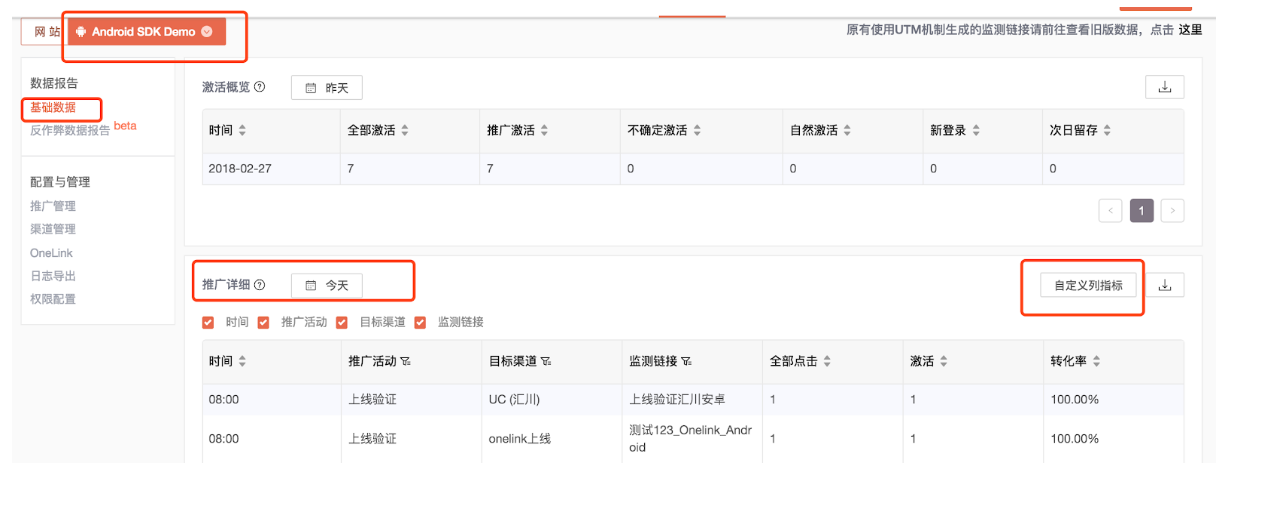 网 站 Android SDK Demo
原有使用UTM机制生成的监测链接请前往查看旧版数据，点击 这里
数据报告
基础数据
反作弊数据报告 beta
配置与管理
推广管理
渠道管理
OneLink
日志导出
权限配置
激活概览 ? 昨天
时间 全部激活 推广激活 不确定激活 自然激活 新登录 次日留存
2018-02-27 7 7 0 0 0 0
< 1 >
推广详细 ? 今天 自定义列指标
时间 推广活动 目标渠道 监测链接
时间 推广活动 目标渠道 监测链接 全部点击 激活 转化率
08:00 上线验证 UC (汇川) 上线验证汇川安卓 1 1 100.00%
08:00 上线验证 onelink上线 测试123_Onelink_Andr 1 1 100.00%
oid